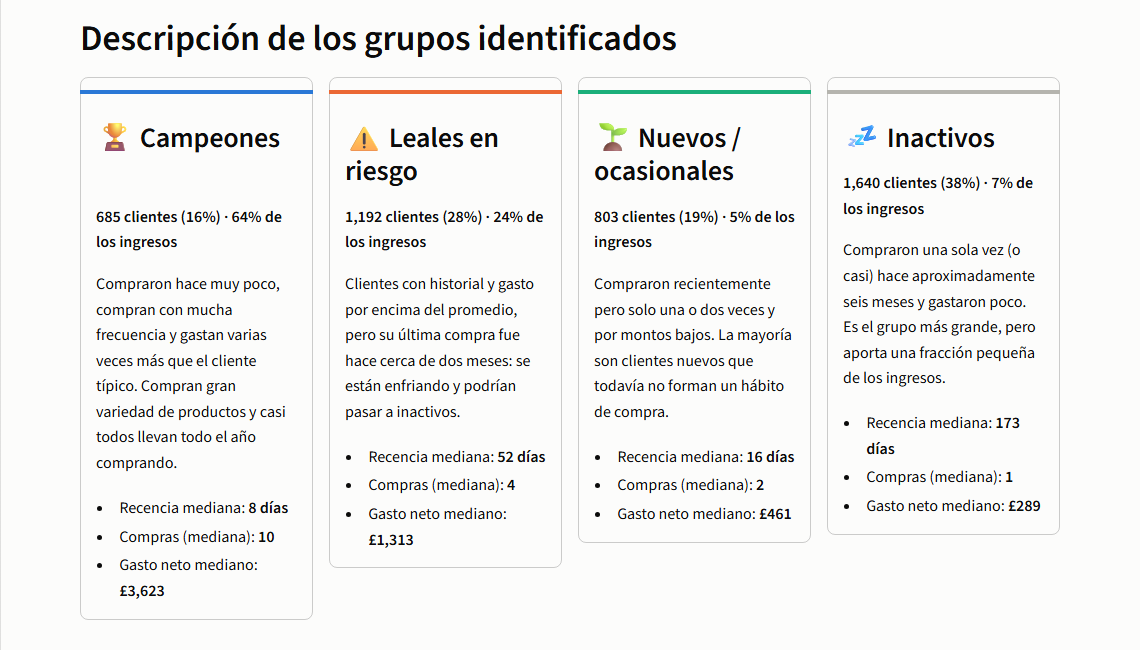 Descripción de los grupos identificados
Campeones
685 clientes (16%) · 64% de
los ingresos
Compraron hace muy poco,
compran con mucha
frecuencia y gastan varias
veces más que el cliente
típico. Compran gran
variedad de productos y casi
todos llevan todo el año
comprando.
Recencia mediana: 8 días
Compras (mediana): 10
Gasto neto mediano:
£3,623
Leales en
riesgo
1,192 clientes (28%) · 24% de
los ingresos
Clientes con historial y gasto
por encima del promedio,
pero su última compra fue
hace cerca de dos meses: se
están enfriando y podrían
pasar a inactivos.
Recencia mediana: 52 días
Compras (mediana): 4
Gasto neto mediano:
£1,313
Nuevos /
ocasionales
803 clientes (19%) · 5% de los
ingresos
Compraron recientemente
pero solo una o dos veces y
por montos bajos. La mayoría
son clientes nuevos que
todavía no forman un hábito
de compra.
Recencia mediana: 16 días
Compras (mediana): 2
Gasto neto mediano: £461
Inactivos
1,640 clientes (38%) · 7% de
los ingresos
Compraron una sola vez (o
casi) hace aproximadamente
seis meses y gastaron poco.
Es el grupo más grande, pero
aporta una fracción pequeña
de los ingresos.
Recencia mediana: 173
días
Compras (mediana): 1
Gasto neto mediano: £289